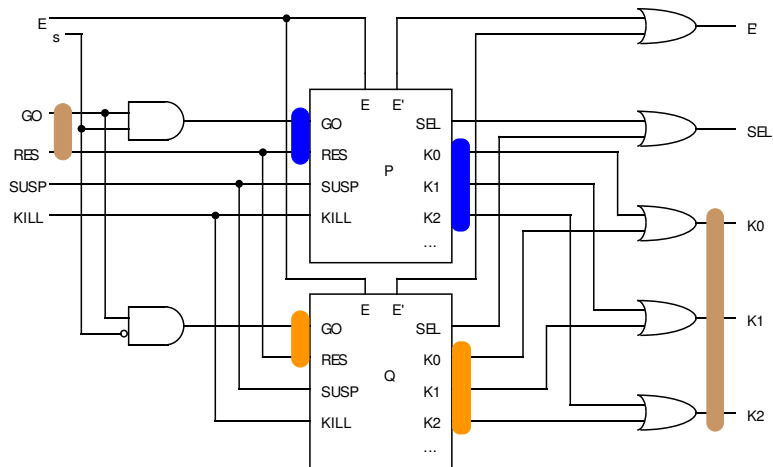 E
s
E'
GO
E E'
GO SEL
SEL
RES
RES K0
P
SUSP
SUSP K1
KILL
KILL K2
K0
...
E E'
K1
GO SEL
RES K0
Q
SUSP K1
K2
KILL K2
...